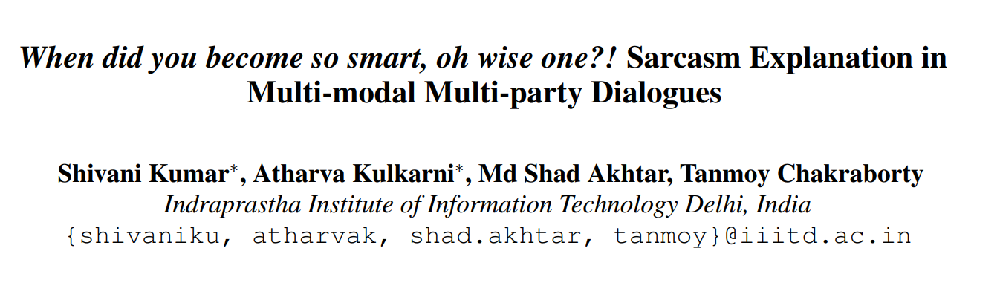 When did you become so smart, oh wise one?! Sarcasm Explanation in
Multi-modal Multi-party Dialogues
Shivani Kumar*, Atharva Kulkarni*, Md Shad Akhtar, Tanmoy Chakraborty
Indraprastha Institute of Information Technology Delhi, India
{shivaniku, atharvak, shad.akhtar, tanmoy}@iiitd.ac.in